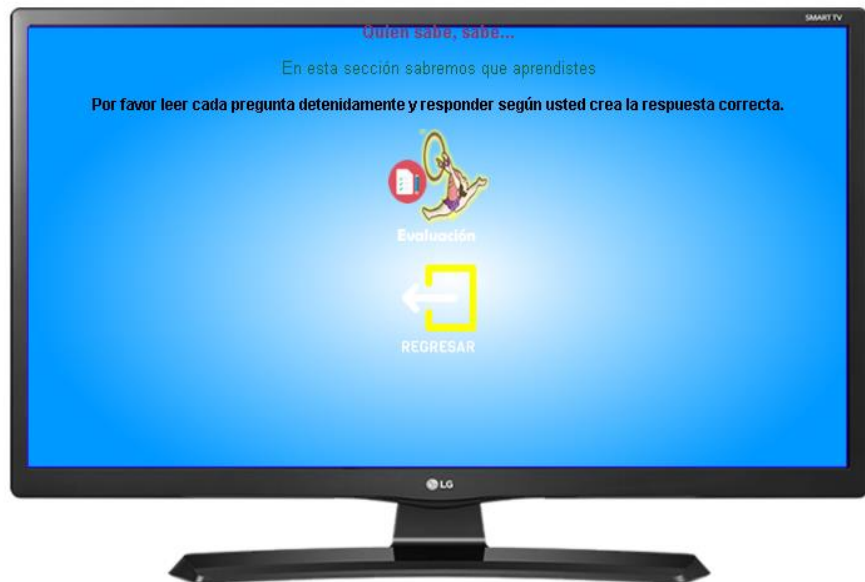 SMART TV
Quien sabe, sabe...
En esta sección sabremos que aprendistes
Por favor leer cada pregunta detenidamente y responder según usted crea la respuesta correcta.
Evaluación
REGRESAR
LG